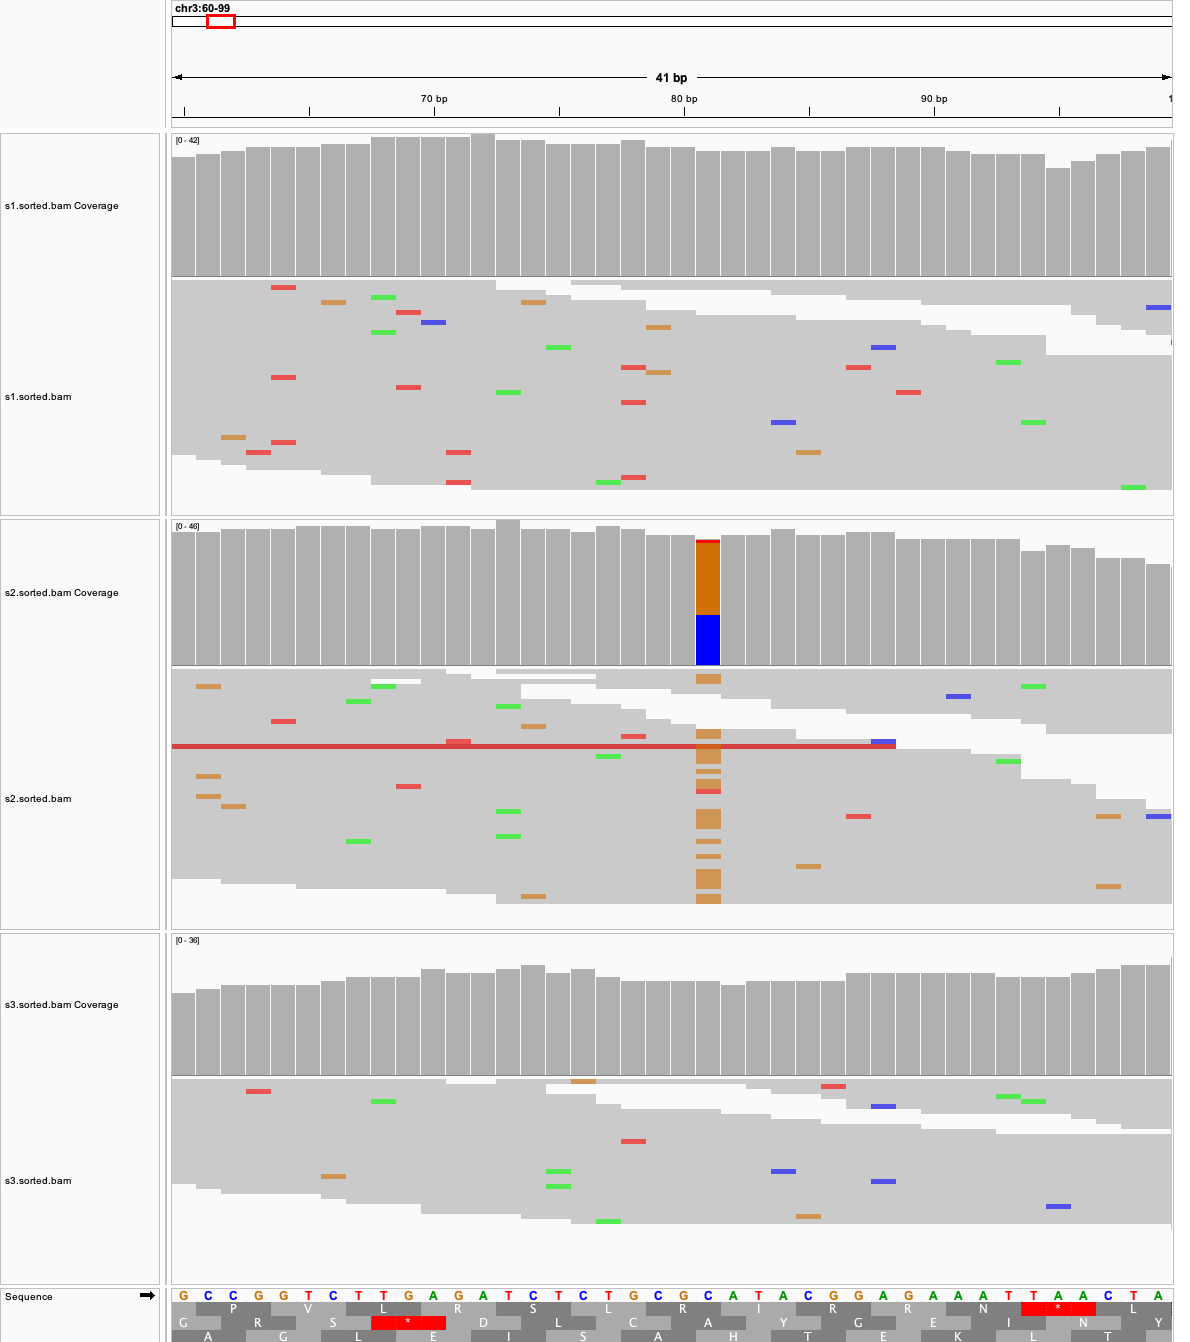 chr3:60-99
41 bp
70 bp 80 bp 90 bp 1
[0 - 42]
s1.sorted.bam Coverage
s1.sorted.bam
[0 - 46]
s2.sorted.bam Coverage
s2.sorted.bam
[0 - 36]
s3.sorted.bam Coverage
s3.sorted.bam
Sequence G C C G G T C T T G A G A T C T C T G C G C A T A C G G A G A A A T T A A C T A
P V L R S L R I R R N * L
G R S * D L C A Y G E I N Y
A G L E I S A H T E K L T